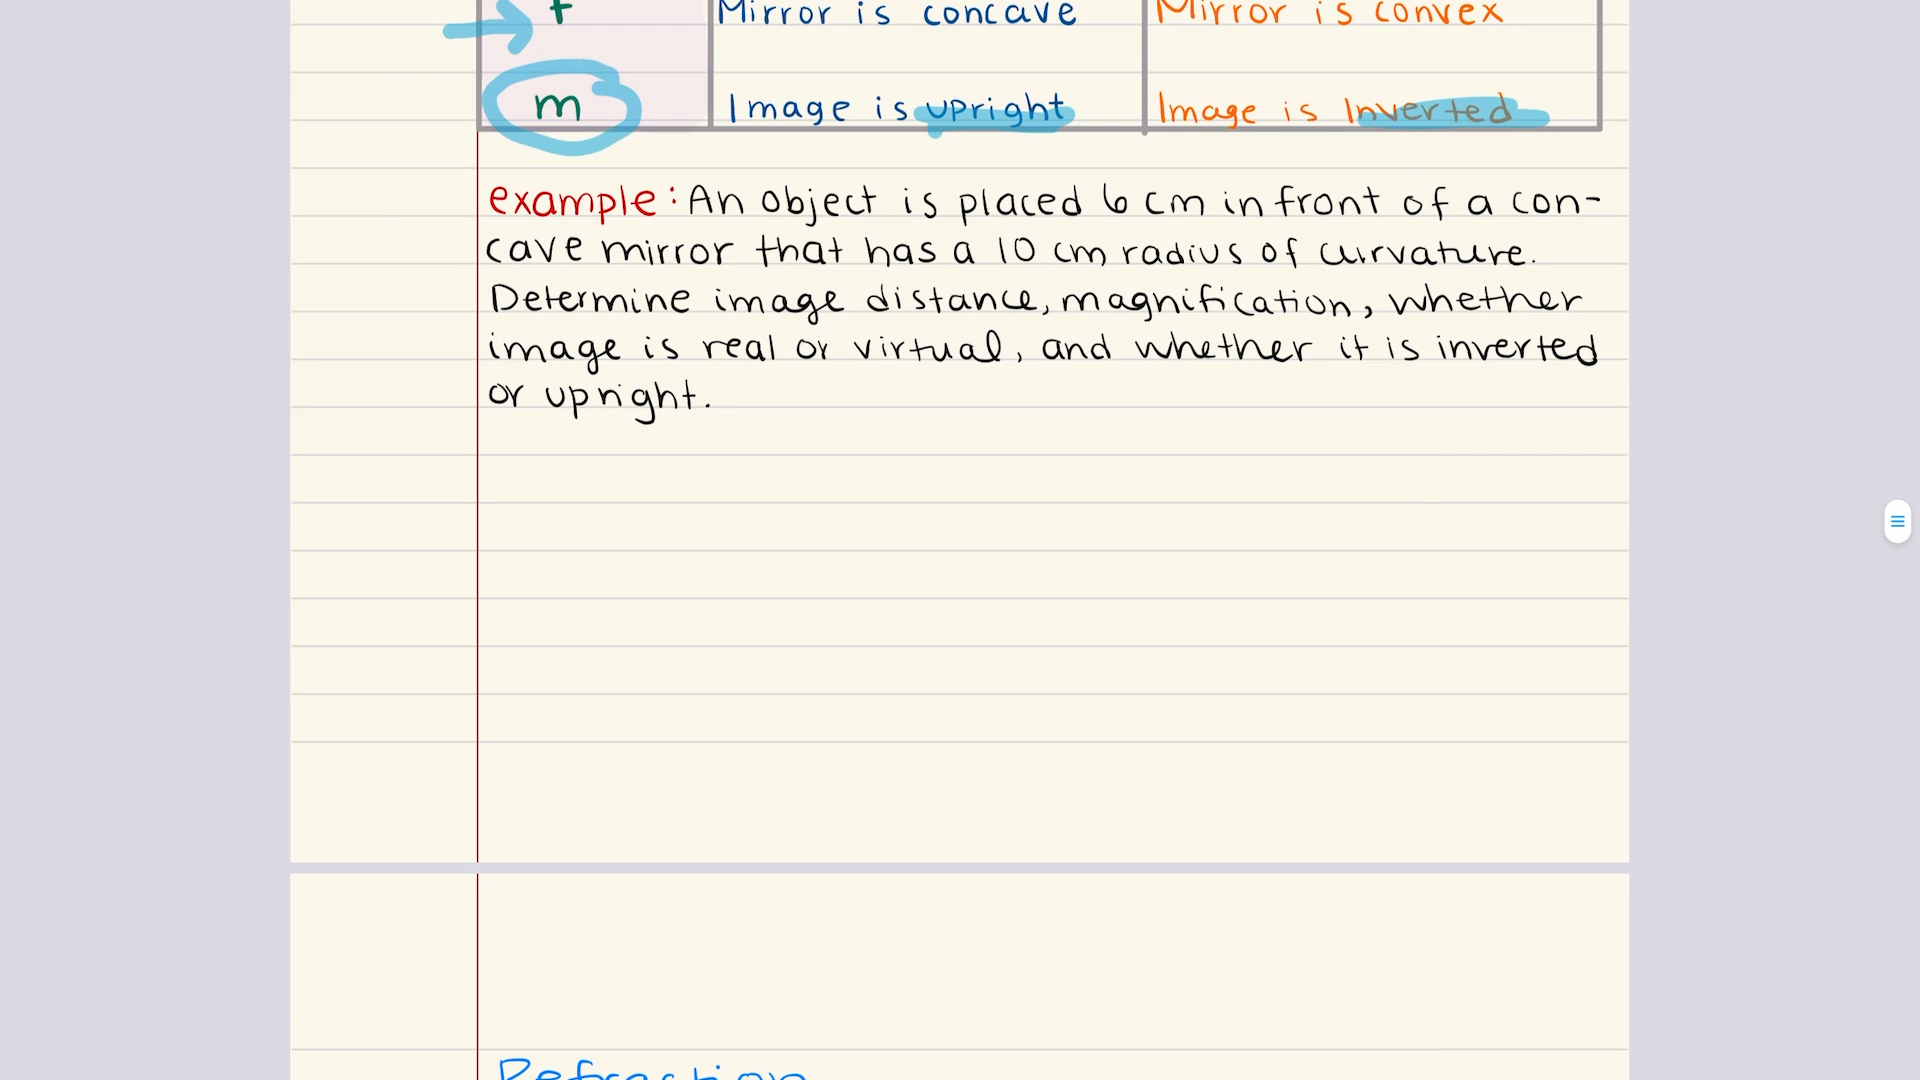 f Mirror is concave Mirror is convex
m Image is upright Image is Inverted
example: An object is placed 6 cm in front of a con-
cave mirror that has a 10 cm radius of curvature.
Determine image distance, magnification, whether
image is real or virtual, and whether it is inverted
or upright.
Refraction